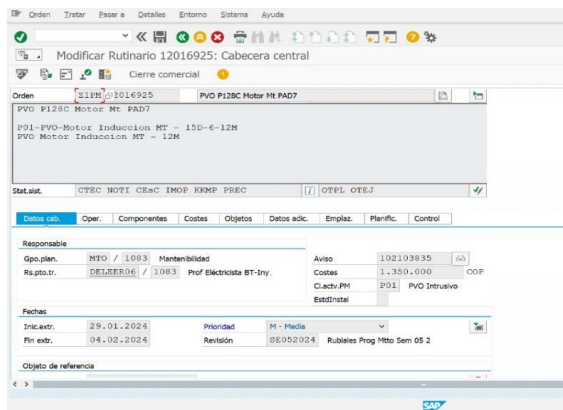 Orden Tratar Pasar a Detalles Entorno Sistema Ayuda
Modificar Rutinario 12016925: Cabecera central
Cierre comercial
Orden Z1PM 12016925 PVO P128C Motor Mt PAD7
PVO P128C Motor Mt PAD7
P01-PVO-Motor Induccion MT - 15D-6-12M
PVO Motor Induccion MT - 12M
Stat.sist. CTEC NOTI CEsC IMOP KKMP PREC OTPL OTEJ
Datos cab. Oper. Componentes Costes Objetos Datos adic. Emplaz. Planific. Control
Responsable
Gpo.plan. MTO / 1083 Mantenibilidad Aviso 102103835
Rs.pto.tr. DELEER06 / 1083 Prof Eléctricista BT-Iny. Costes 1.350.000 COP
Cl.actv.PM P01 PVO Intrusivo
EstdInstal
Fechas
Inic.extr. 29.01.2024 Prioridad M - Media
Fin extr. 04.02.2024 Revisión SE052024 Rubiales Prog Mtto Sem 05 2
Objeto de referencia
SAP